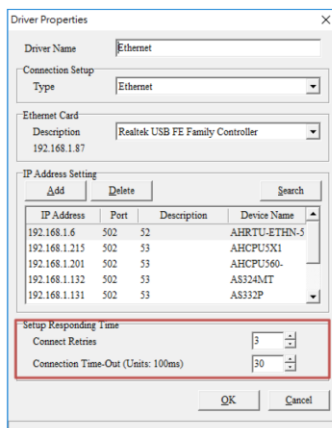 Driver Properties
Driver Name Ethernet
Connection Setup
Type Ethernet
Ethernet Card
Description Realtek USB FE Family Controller
192.168.1.87
IP Address Setting
Add Delete Search
IP Address Port Description Device Name
192.168.1.6 502 52 AHRTU-ETHN-5
192.168.1.215 502 53 AHCPU5X1
192.168.1.201 502 53 AHCPU560-
192.168.1.132 502 53 AS324MT
192.168.1.131 502 53 AS332P
Setup Responding Time
Connect Retries 3
Connection Time-Out (Units: 100ms) 30
OK Cancel